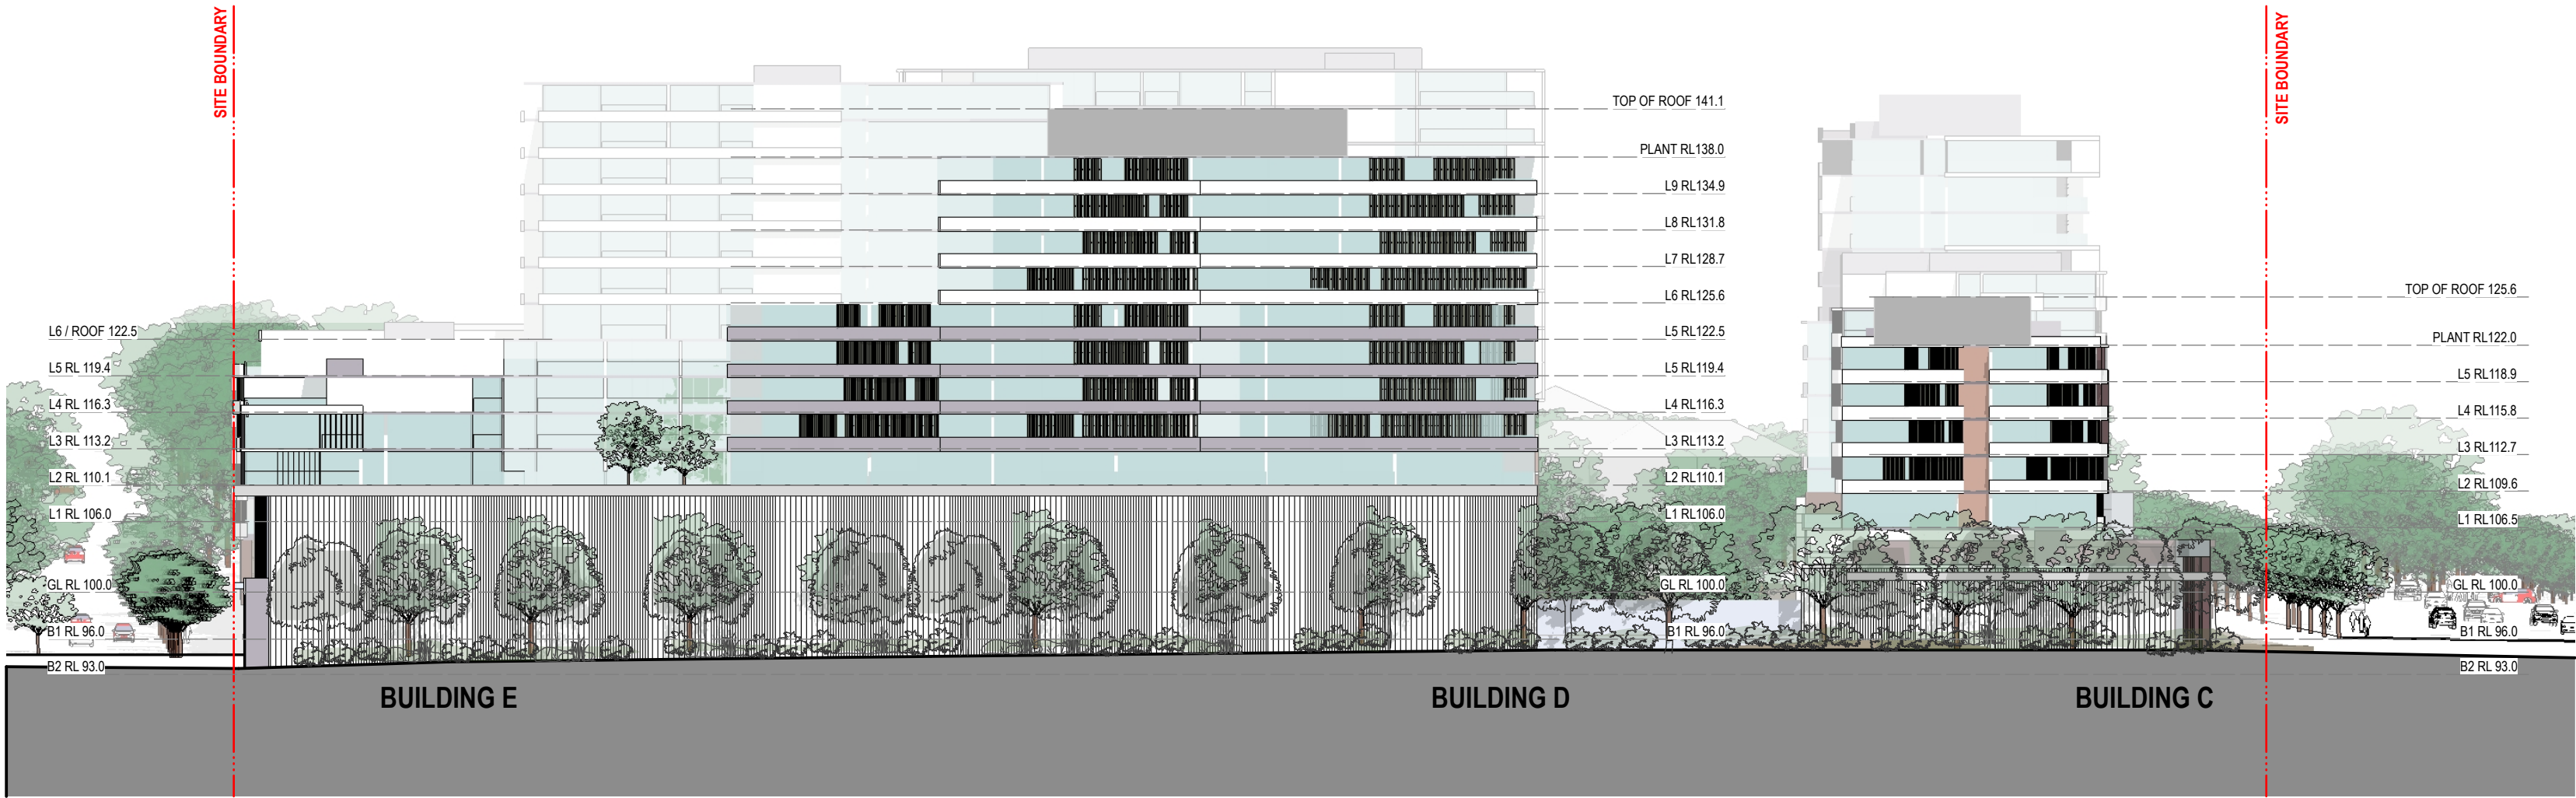 SITE BOUNDARY
L6 / ROOF 122.5
L5 RL 119.4
L4 RL 116.3
L3 RL 113.2
L2 RL 110.1
L1 RL 106.0
GL RL 100.0
B1 RL 96.0
B2 RL 93.0
TOP OF ROOF 141.1
PLANT RL138.0
L9 RL134.9
L8 RL131.8
L7 RL128.7
L6 RL125.6
L5 RL122.5
L5 RL119.4
L4 RL116.3
L3 RL113.2
L2 RL110.1
L1 RL106.0
GL RL 100.0
B1 RL 96.0
SITE BOUNDARY
TOP OF ROOF 125.6
PLANT RL122.0
L5 RL118.9
L4 RL115.8
L3 RL112.7
L2 RL109.6
L1 RL106.5
GL RL 100.0
B1 RL 96.0
B2 RL 93.0
BUILDING E
BUILDING D
BUILDING C